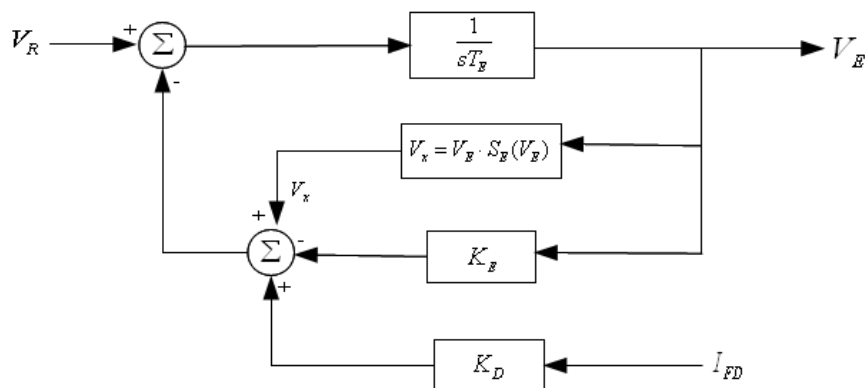 V_R + Σ -
1
sT_E
V_E
V_x = V_E · S_E(V_E)
V_x
+ Σ - +
K_E
K_D
I_FD